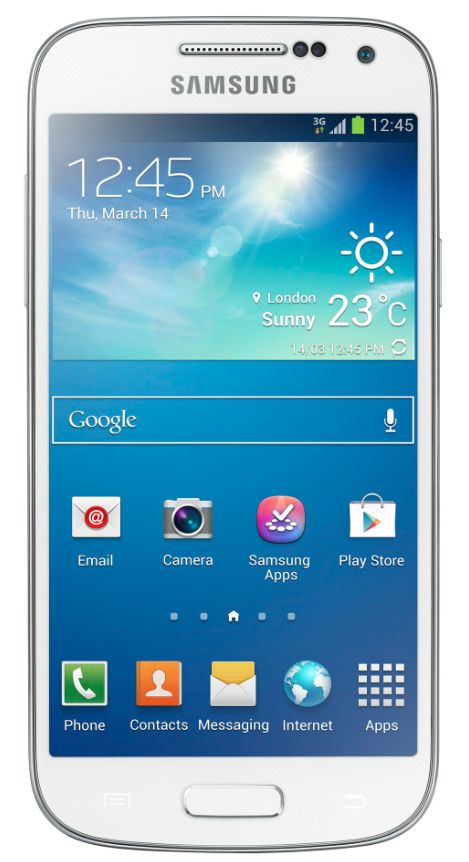 SAMSUNG
3G 12:45
12:45 PM
Thu, March 14
London
Sunny 23°C
14/03 12:45 PM
Google
Email Camera Samsung Apps Play Store
Phone Contacts Messaging Internet Apps